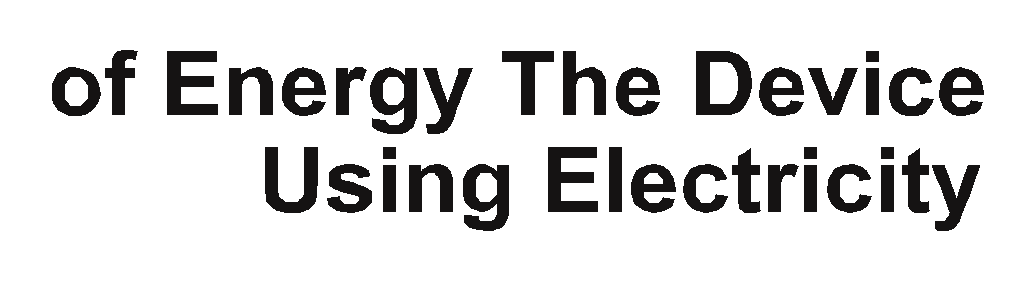 of Energy The Device
Using Electricity